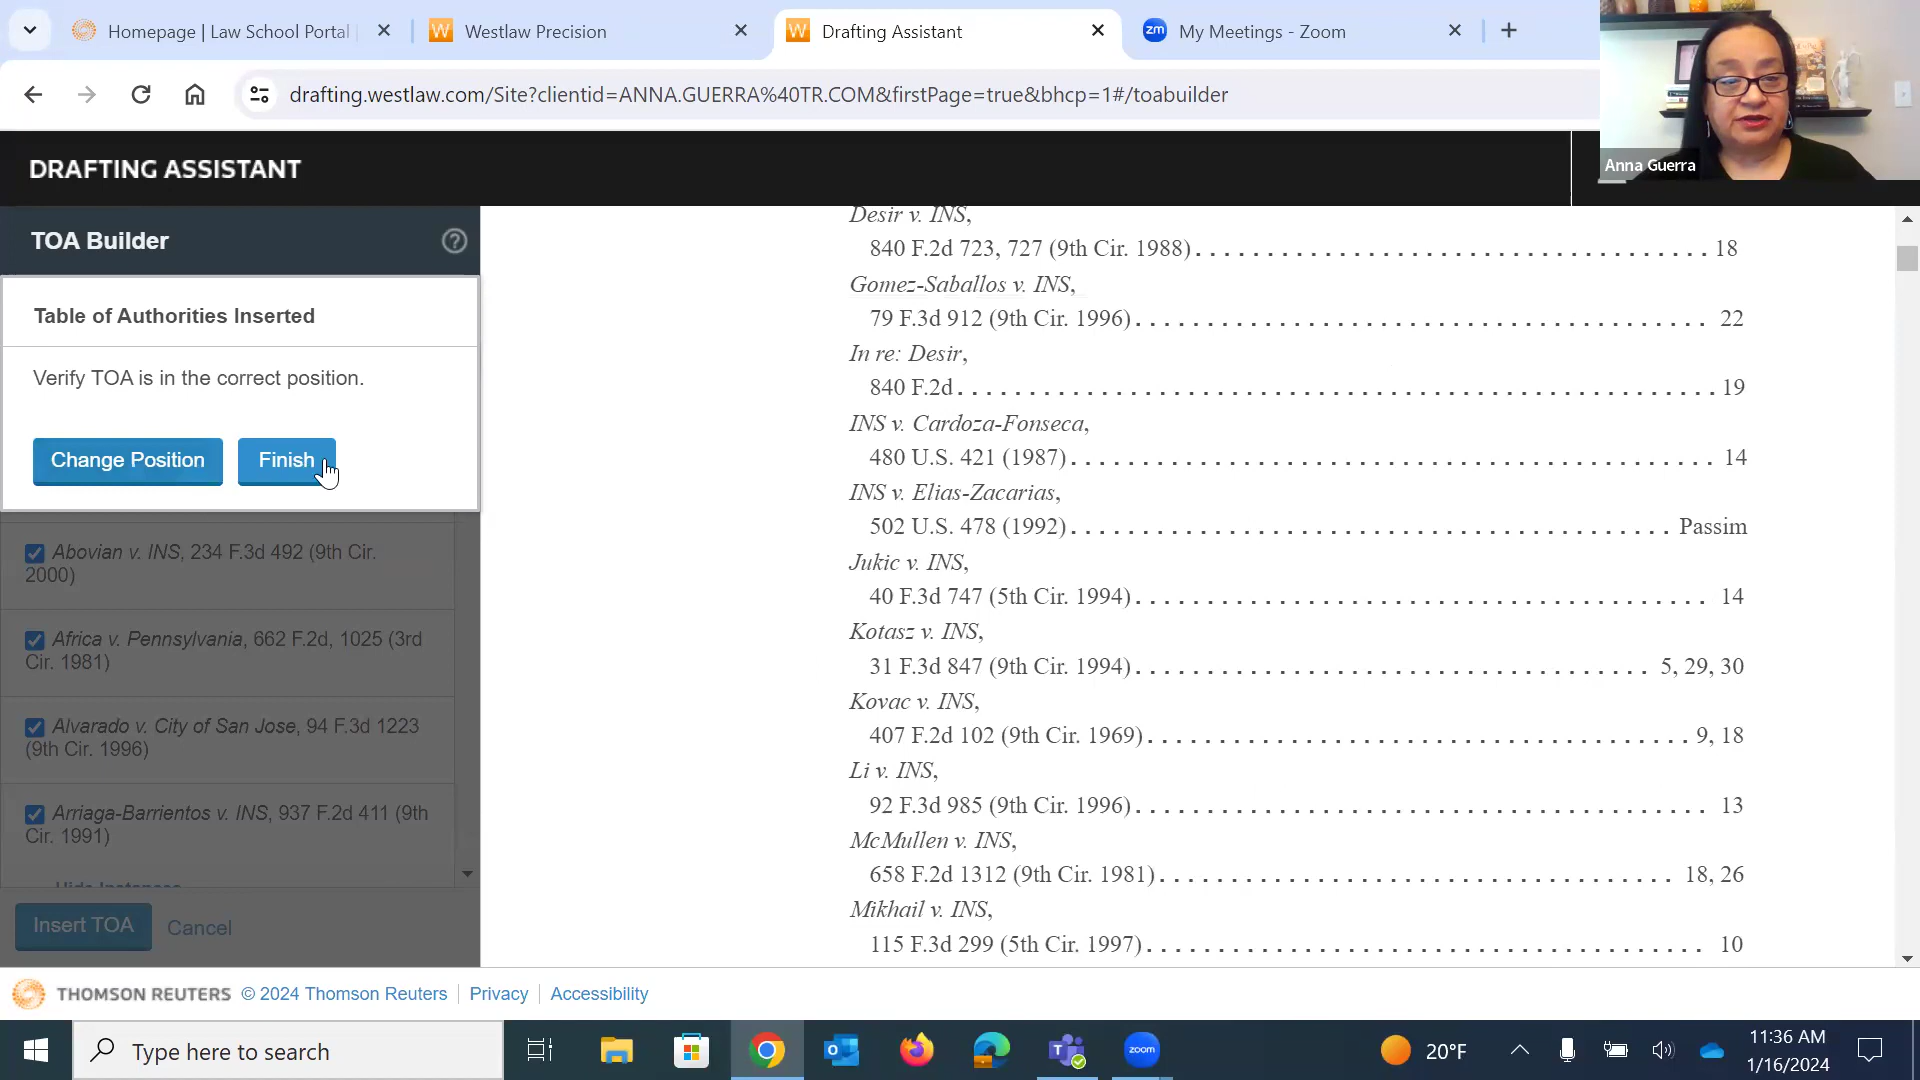 Homepage | Law School Portal
Westlaw Precision
Drafting Assistant
zm
My Meetings - Zoom
drafting.westlaw.com/Site?clientid=ANNA.GUERRA%40TR.COM&firstPage=true&bhcp=1#/toabuilder
Anna Guerra
DRAFTING ASSISTANT
TOA Builder
?
Table of Authorities Inserted
Verify TOA is in the correct position.
Change Position
Finish
Abovian v. INS, 234 F.3d 492 (9th Cir.
2000)
Africa v. Pennsylvania, 662 F.2d, 1025 (3rd
Cir. 1981)
Alvarado v. City of San Jose, 94 F.3d 1223
(9th Cir. 1996)
Arriaga-Barrientos v. INS, 937 F.2d 411 (9th
Cir. 1991)
Hide Instances
Insert TOA
Cancel
Desir v. INS,
840 F.2d 723, 727 (9th Cir. 1988) . . . . . . . . . . . . . . . . . . . . . . . . . . . . . . . . . . . . . . . . . . . 18
Gomez-Saballos v. INS,
79 F.3d 912 (9th Cir. 1996) . . . . . . . . . . . . . . . . . . . . . . . . . . . . . . . . . . . . . . . . . . . . . . . . 22
In re: Desir,
840 F.2d . . . . . . . . . . . . . . . . . . . . . . . . . . . . . . . . . . . . . . . . . . . . . . . . . . . . . . . . . . . . . . . . 19
INS v. Cardoza-Fonseca,
480 U.S. 421 (1987) . . . . . . . . . . . . . . . . . . . . . . . . . . . . . . . . . . . . . . . . . . . . . . . . . . . . . . 14
INS v. Elias-Zacarias,
502 U.S. 478 (1992) . . . . . . . . . . . . . . . . . . . . . . . . . . . . . . . . . . . . . . . . . . . . . . . . . . . Passim
Jukic v. INS,
40 F.3d 747 (5th Cir. 1994) . . . . . . . . . . . . . . . . . . . . . . . . . . . . . . . . . . . . . . . . . . . . . . . . 14
Kotasz v. INS,
31 F.3d 847 (9th Cir. 1994) . . . . . . . . . . . . . . . . . . . . . . . . . . . . . . . . . . . . . . . . . . . 5, 29, 30
Kovac v. INS,
407 F.2d 102 (9th Cir. 1969) . . . . . . . . . . . . . . . . . . . . . . . . . . . . . . . . . . . . . . . . . . . . . . 9, 18
Li v. INS,
92 F.3d 985 (9th Cir. 1996) . . . . . . . . . . . . . . . . . . . . . . . . . . . . . . . . . . . . . . . . . . . . . . . . 13
McMullen v. INS,
658 F.2d 1312 (9th Cir. 1981) . . . . . . . . . . . . . . . . . . . . . . . . . . . . . . . . . . . . . . . . . . . . 18, 26
Mikhail v. INS,
115 F.3d 299 (5th Cir. 1997) . . . . . . . . . . . . . . . . . . . . . . . . . . . . . . . . . . . . . . . . . . . . . . . 10
THOMSON REUTERS © 2024 Thomson Reuters Privacy Accessibility
Type here to search
zoom
20°F
11:36 AM
1/16/2024